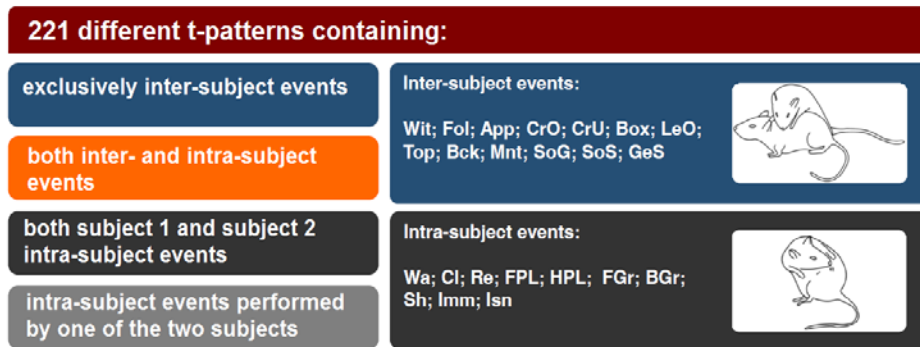 221 different t-patterns containing:
exclusively inter-subject events
both inter- and intra-subject
events
both subject 1 and subject 2
intra-subject events
intra-subject events performed
by one of the two subjects
Inter-subject events:
Wit; Fol; App; CrO; CrU; Box; LeO;
Top; Bck; Mnt; SoG; SoS; GeS
Intra-subject events:
Wa; Cl; Re; FPL; HPL; FGr; BGr;
Sh; Imm; Isn